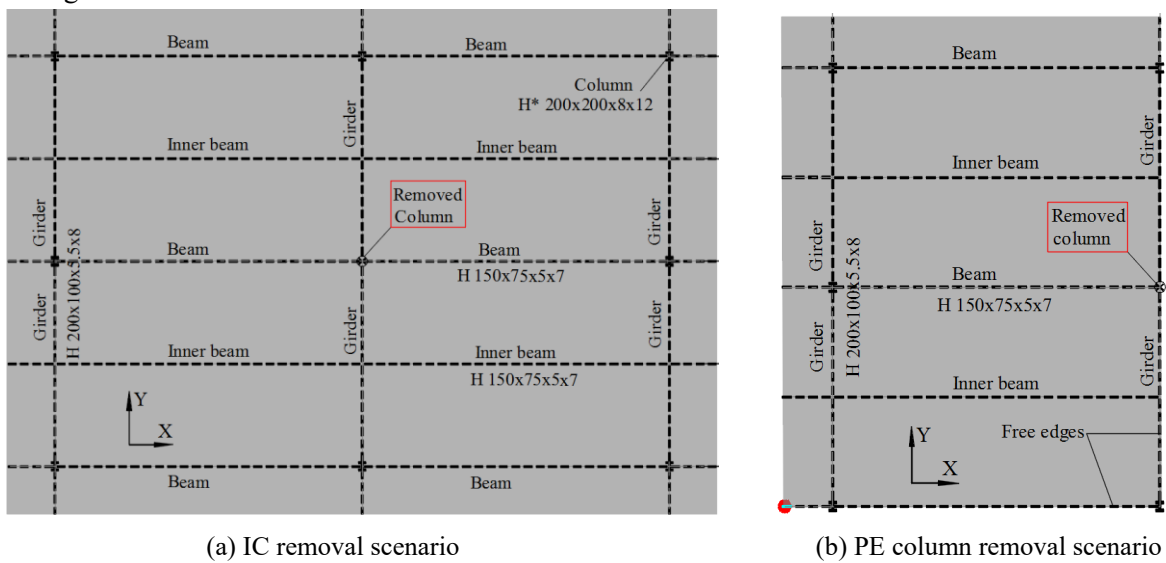 Beam
Beam
Column
H* 200x200x8x12
Girder
Inner beam
Inner beam
Removed
Column
Girder
Girder
Beam
Beam
H 150x75x5x7
Girder
H 200x100x5.5x8
Girder
Girder
Inner beam
Inner beam
H 150x75x5x7
Y
X
Beam
Beam
(a) IC removal scenario
Beam
Girder
Inner beam
Removed
column
Girder
Beam
H 150x75x5x7
Girder
H 200x100x5.5x8
Girder
Inner beam
Free edges
Y
X
(b) PE column removal scenario